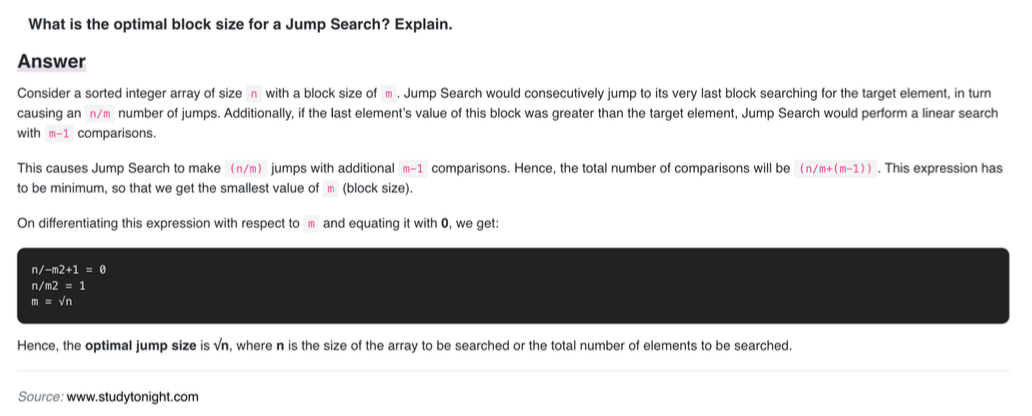 What is the optimal block size for a Jump Search? Explain.
Answer
Consider a sorted integer array of size n with a block size of m . Jump Search would consecutively jump to its very last block searching for the target element, in turn
causing an n/m number of jumps. Additionally, if the last element's value of this block was greater than the target element, Jump Search would perform a linear search
with m-1 comparisons.
This causes Jump Search to make (n/m) jumps with additional m-1 comparisons. Hence, the total number of comparisons will be (n/m+(m-1)) . This expression has
to be minimum, so that we get the smallest value of m (block size).
On differentiating this expression with respect to m and equating it with 0, we get:
n/-m2+1 = 0
n/m2 = 1
m = √n
Hence, the optimal jump size is √n, where n is the size of the array to be searched or the total number of elements to be searched.
Source: www.studytonight.com